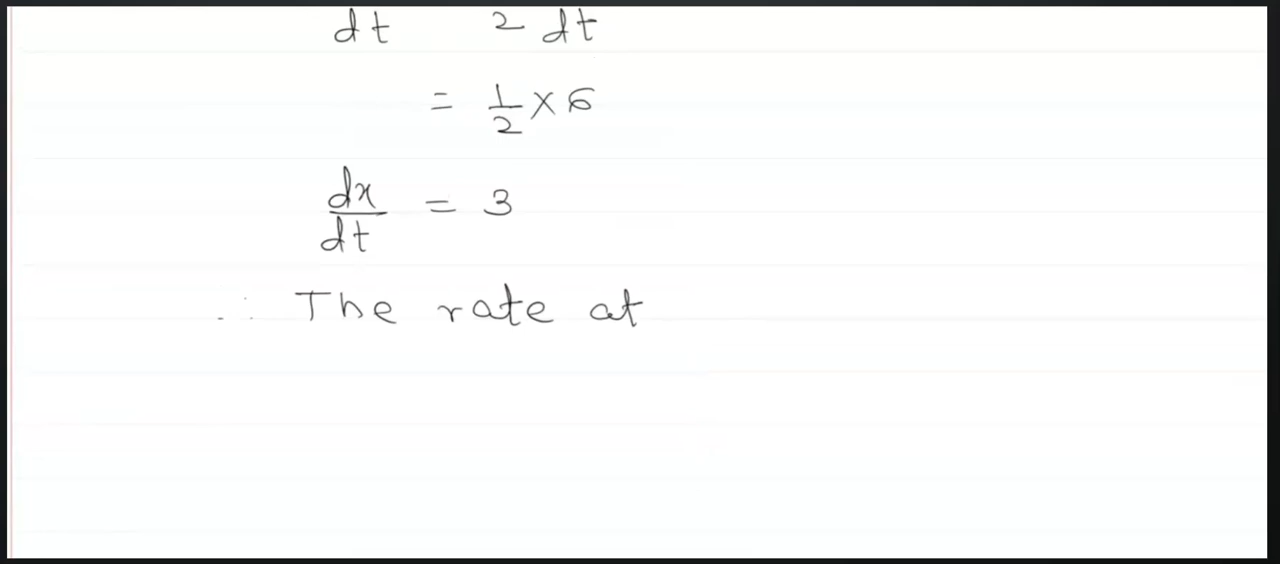 dt 2 dt
= 1/2 × 6
dx/dt = 3
∴ The rate at